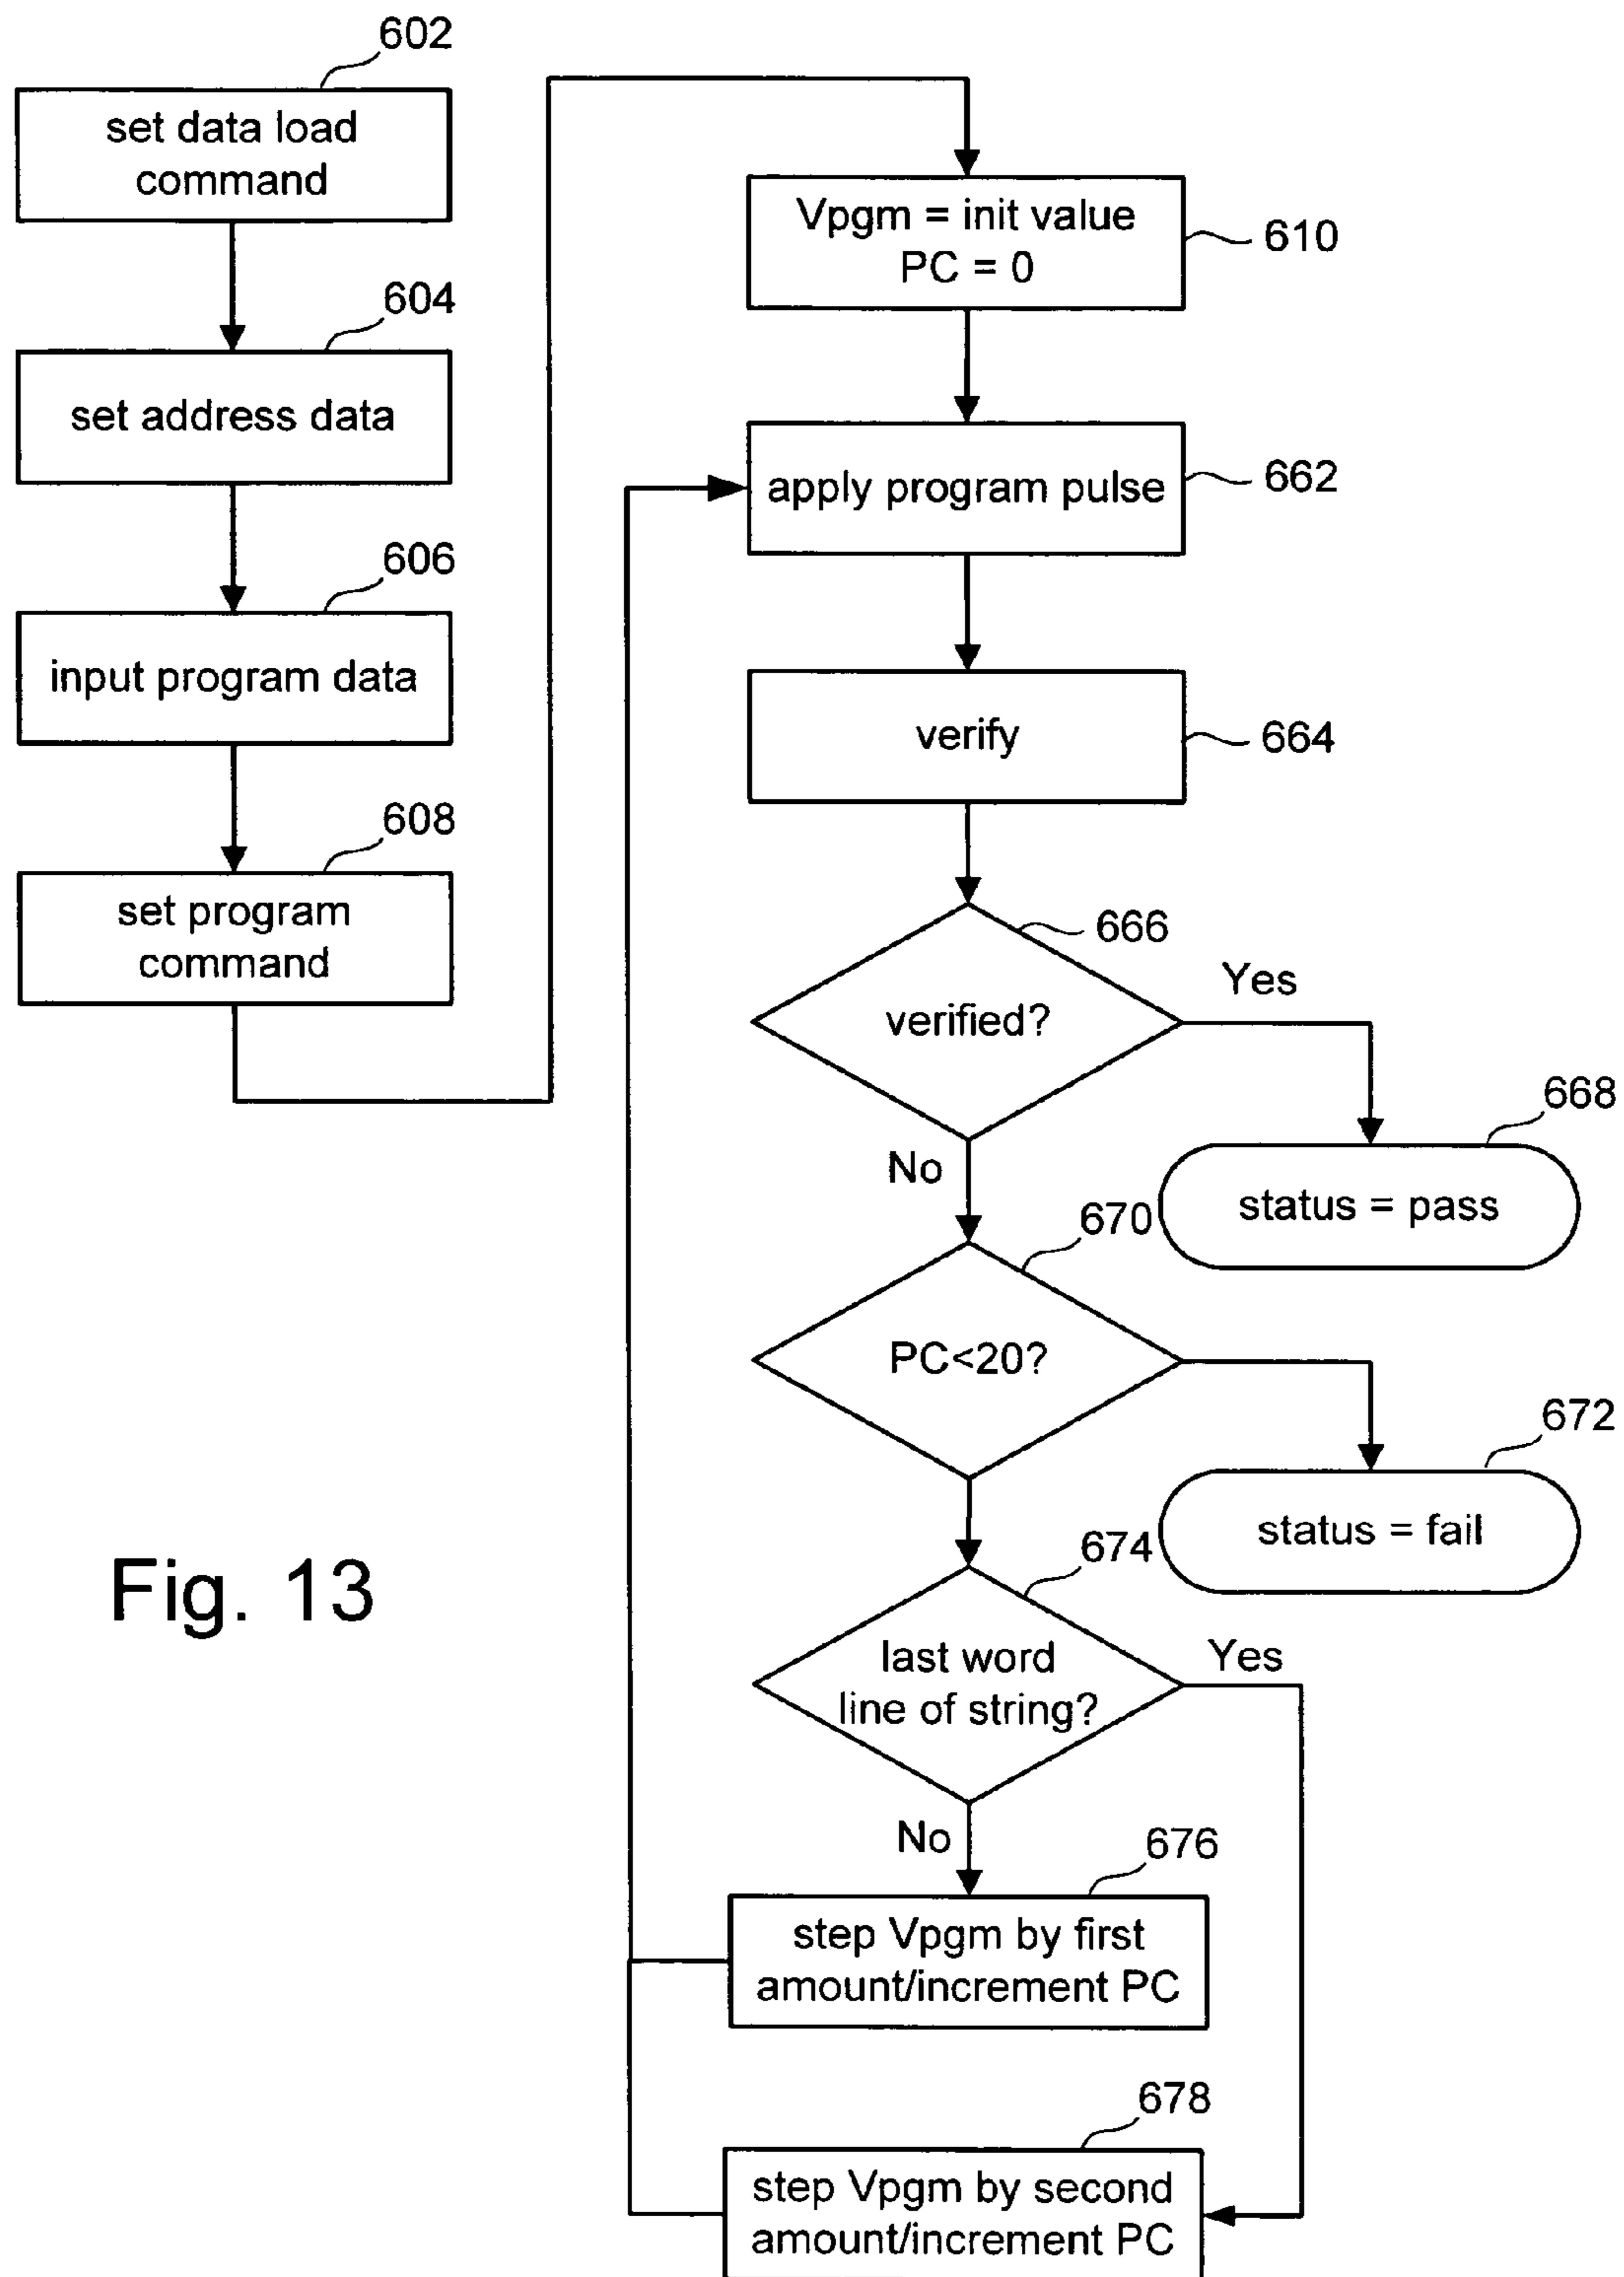 602
set data load
command
604
set address data
606
input program data
608
set program
command
Vpgm = init value
PC = 0
610
apply program pulse
662
verify
664
666
verified?
Yes
No
668
status = pass
670
PC<20?
672
status = fail
674
last word
line of string?
Yes
No
676
step Vpgm by first
amount/increment PC
678
step Vpgm by second
amount/increment PC
Fig. 13